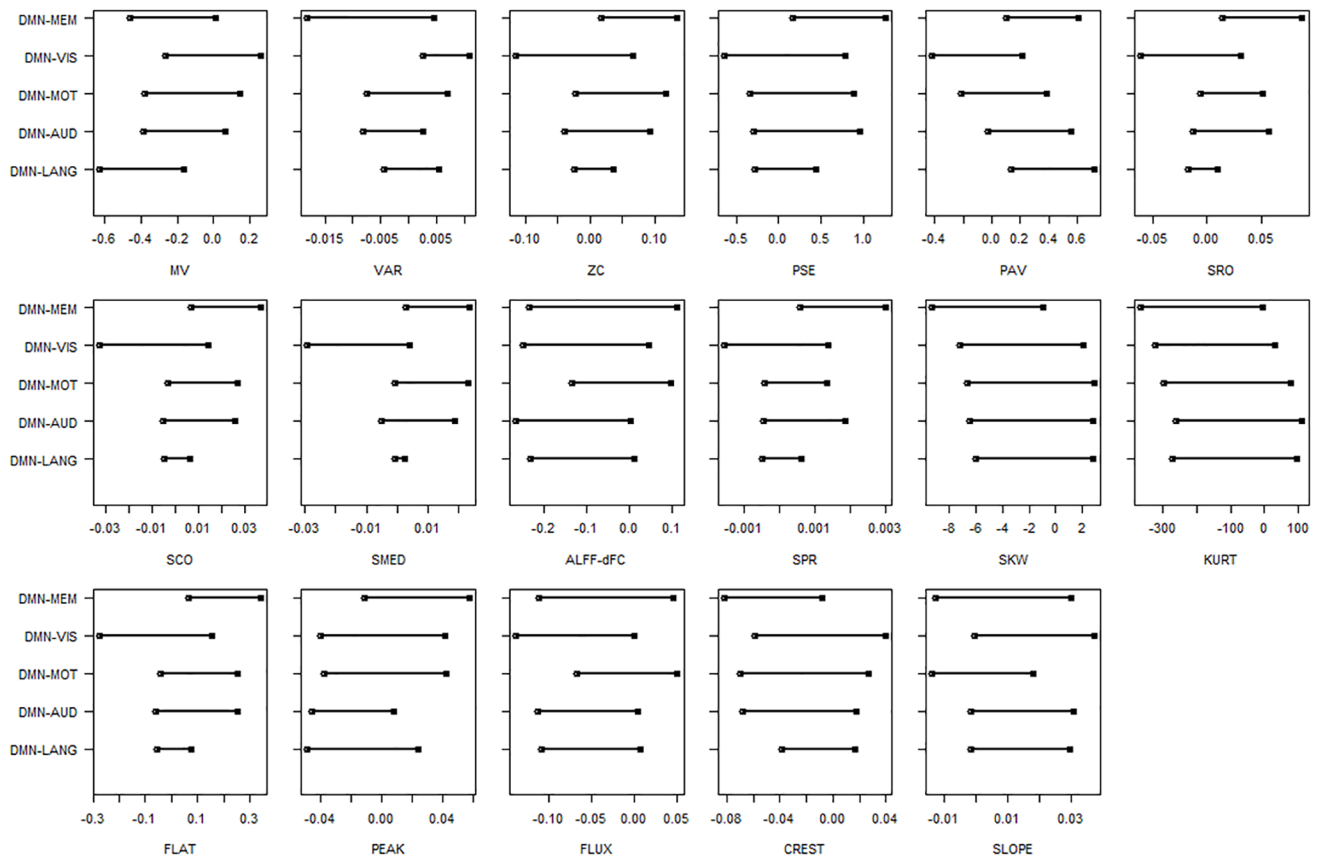 DMN-MEM
DMN-VIS
DMN-MOT
DMN-AUD
DMN-LANG
-0.6 -0.4 -0.2 0.0 0.2
MV
-0.015 -0.005 0.005
VAR
-0.10 0.00 0.10
ZC
-0.5 0.0 0.5 1.0
PSE
-0.4 0.0 0.2 0.4 0.6
PAV
-0.05 0.00 0.05
SRO
DMN-MEM
DMN-VIS
DMN-MOT
DMN-AUD
DMN-LANG
-0.03 -0.01 0.01 0.03
SCO
-0.03 -0.01 0.01
SMED
-0.2 -0.1 0.0 0.1
ALFF-dFC
-0.001 0.001 0.003
SPR
-8 -6 -4 -2 0 2
SKW
-300 -100 0 100
KURT
DMN-MEM
DMN-VIS
DMN-MOT
DMN-AUD
DMN-LANG
-0.3 -0.1 0.1 0.3
FLAT
-0.04 0.00 0.04
PEAK
-0.10 -0.05 0.00 0.05
FLUX
-0.08 -0.04 0.00 0.04
CREST
-0.01 0.01 0.03
SLOPE